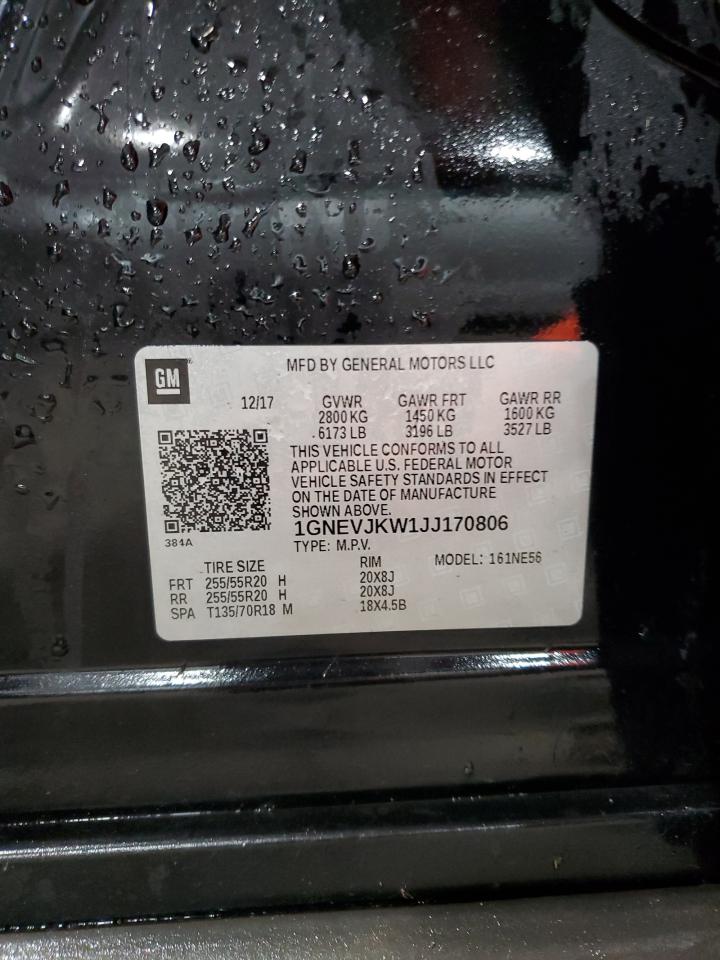 GM
MFD BY GENERAL MOTORS LLC
12/17 GVWR GAWR FRT GAWR RR
2800 KG 1450 KG 1600 KG
6173 LB 3196 LB 3527 LB
THIS VEHICLE CONFORMS TO ALL
APPLICABLE U.S. FEDERAL MOTOR
VEHICLE SAFETY STANDARDS IN EFFECT
ON THE DATE OF MANUFACTURE
SHOWN ABOVE.
384A
1GNEVJKW1JJ170806
TYPE: M.P.V. MODEL: 161NE56
TIRE SIZE RIM
FRT 255/55R20 H 20X8J
RR 255/55R20 H 20X8J
SPA T135/70R18 M 18X4.5B